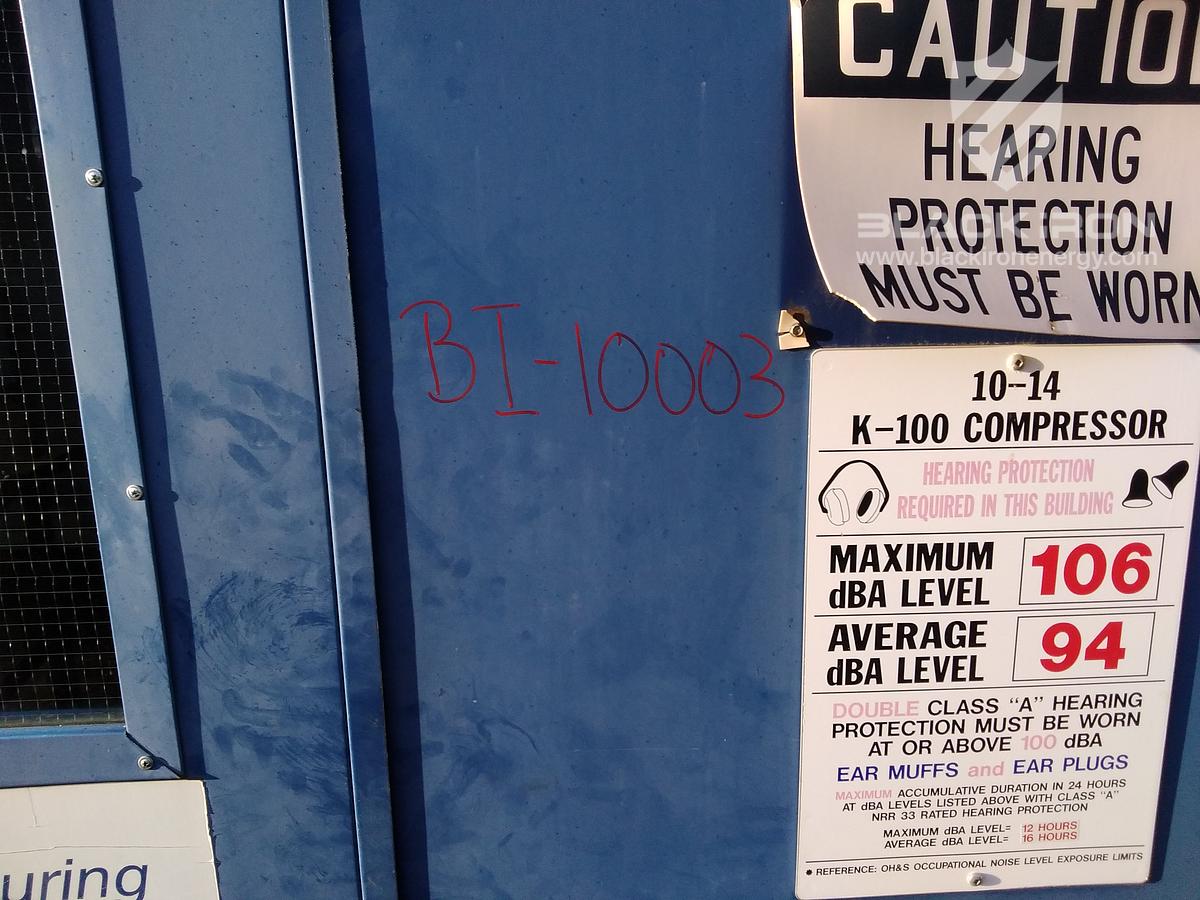 HEARING
PROTECTION
MUST BE WORN
BLACK IRON
www.blackironenergy.com
BI-10003
10-14
K-100 COMPRESSOR
HEARING PROTECTION
REQUIRED IN THIS BUILDING
MAXIMUM
dBA LEVEL
106
AVERAGE
dBA LEVEL
94
DOUBLE CLASS "A" HEARING
PROTECTION MUST BE WORN
AT OR ABOVE 100 dBA
EAR MUFFS and EAR PLUGS
MAXIMUM ACCUMULATIVE DURATION IN 24 HOURS
AT dBA LEVELS LISTED ABOVE WITH CLASS "A"
NRR 33 RATED HEARING PROTECTION
MAXIMUM dBA LEVEL= 12 HOURS
AVERAGE dBA LEVEL= 16 HOURS
• REFERENCE: OH&S OCCUPATIONAL NOISE LEVEL EXPOSURE LIMITS